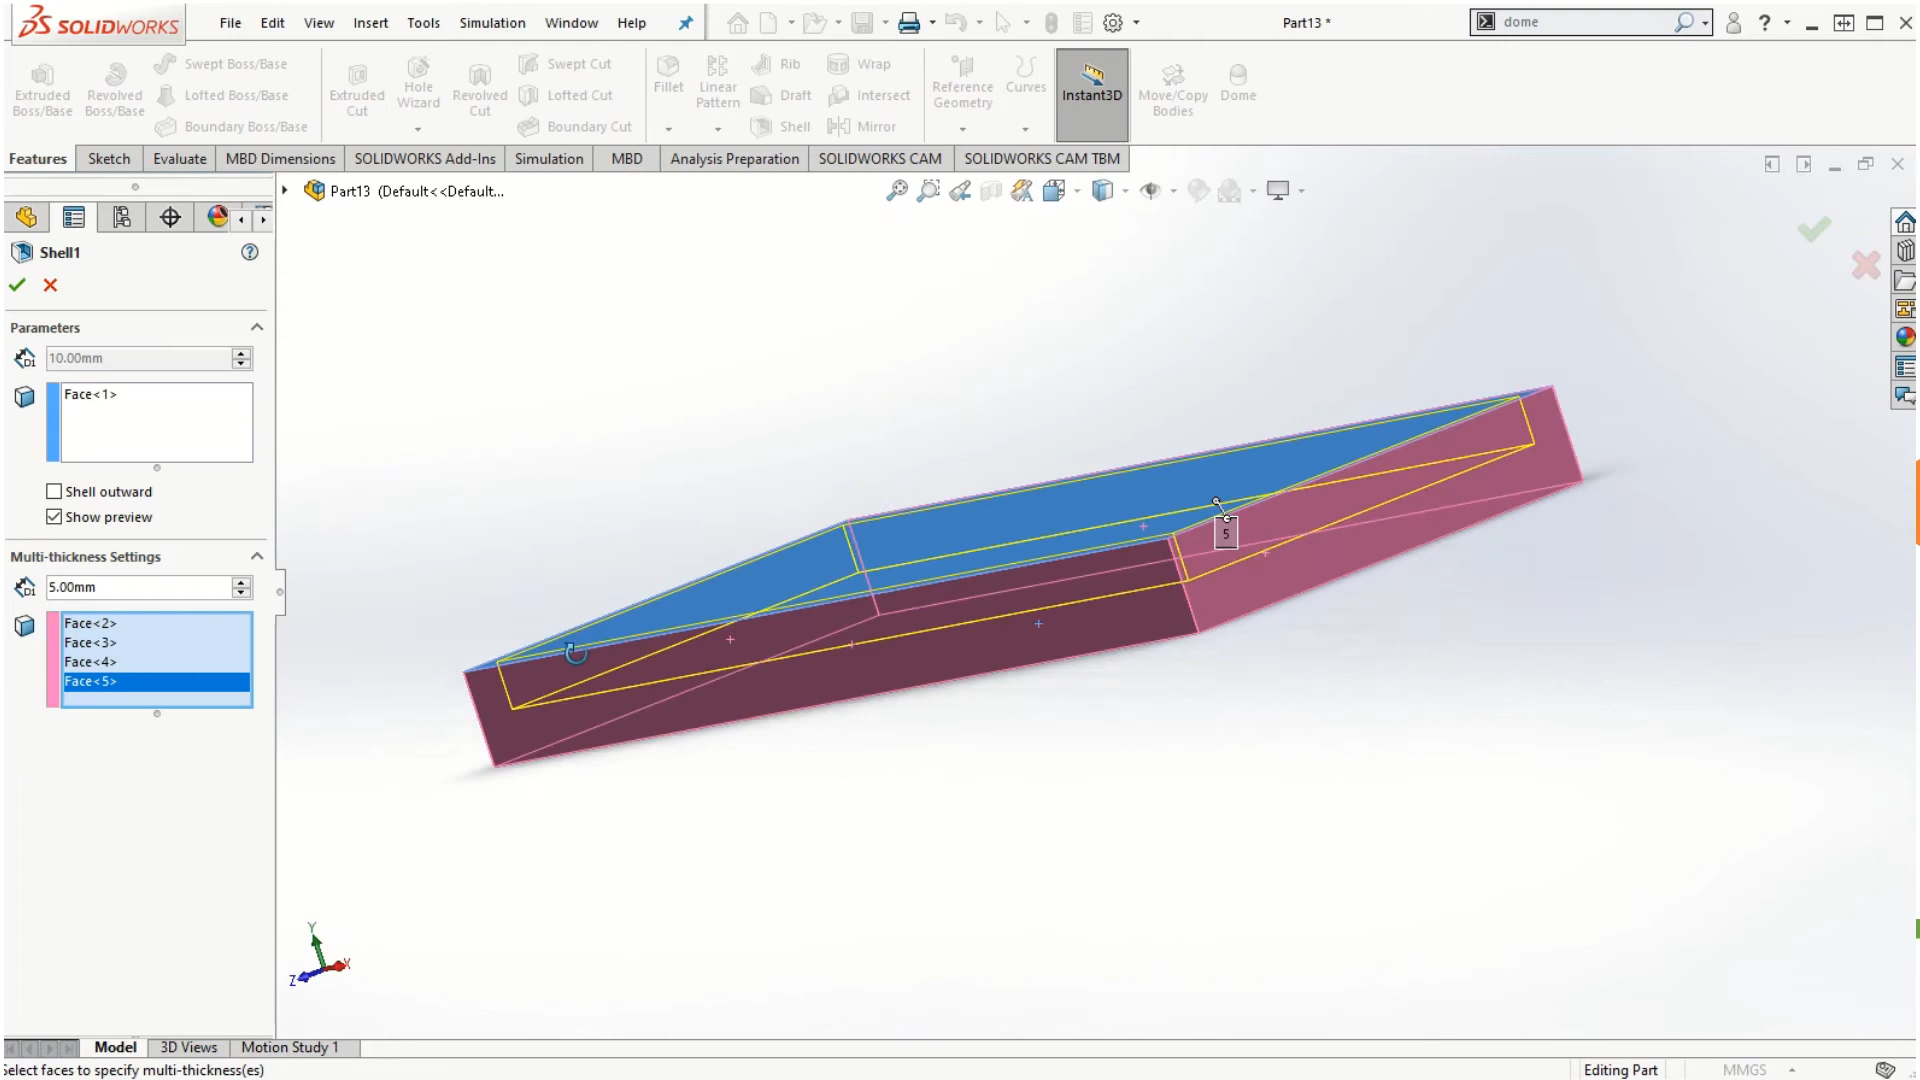 SOLIDWORKS
File Edit View Insert Tools Simulation Window Help
Part13 *
dome
?
Extruded Boss/Base
Revolved Boss/Base
Swept Boss/Base
Lofted Boss/Base
Boundary Boss/Base
Extruded Cut
Hole Wizard
Revolved Cut
Swept Cut
Lofted Cut
Boundary Cut
Fillet
Linear Pattern
Rib
Draft
Shell
Wrap
Intersect
Mirror
Reference Geometry
Curves
Instant3D
Move/Copy Bodies
Dome
Features Sketch Evaluate MBD Dimensions SOLIDWORKS Add-Ins Simulation MBD Analysis Preparation SOLIDWORKS CAM SOLIDWORKS CAM TBM
Part13 (Default<<Default...
Shell1
Parameters
10.00mm
Face<1>
Shell outward
Show preview
Multi-thickness Settings
5.00mm
Face<2>
Face<3>
Face<4>
Face<5>
5
Y
X
Z
Model 3D Views Motion Study 1
Select faces to specify multi-thickness(es)
Editing Part
MMGS